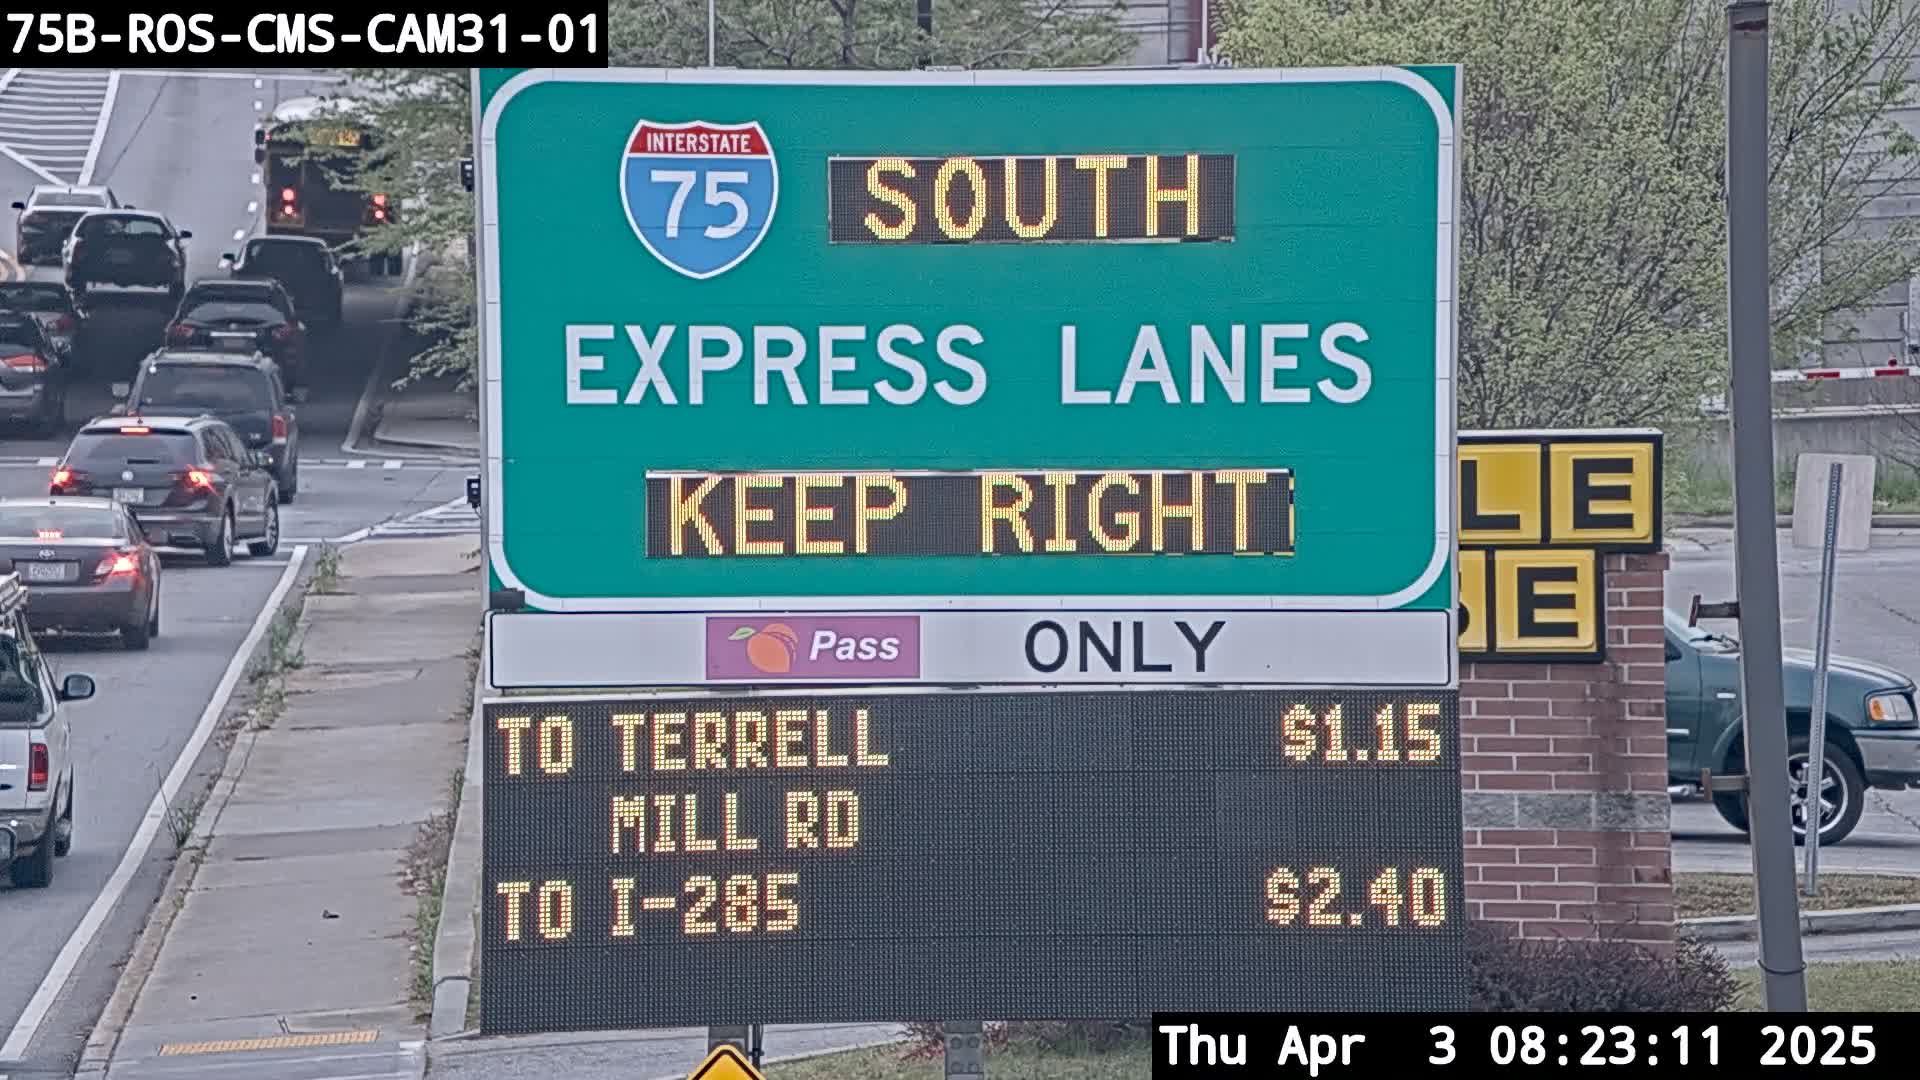 75B-ROS-CMS-CAM31-01
INTERSTATE
75
SOUTH
EXPRESS LANES
KEEP RIGHT
Pass ONLY
TO TERRELL $1.15
MILL RD
TO I-285 $2.40
LE
E
Thu Apr 3 08:23:11 2025